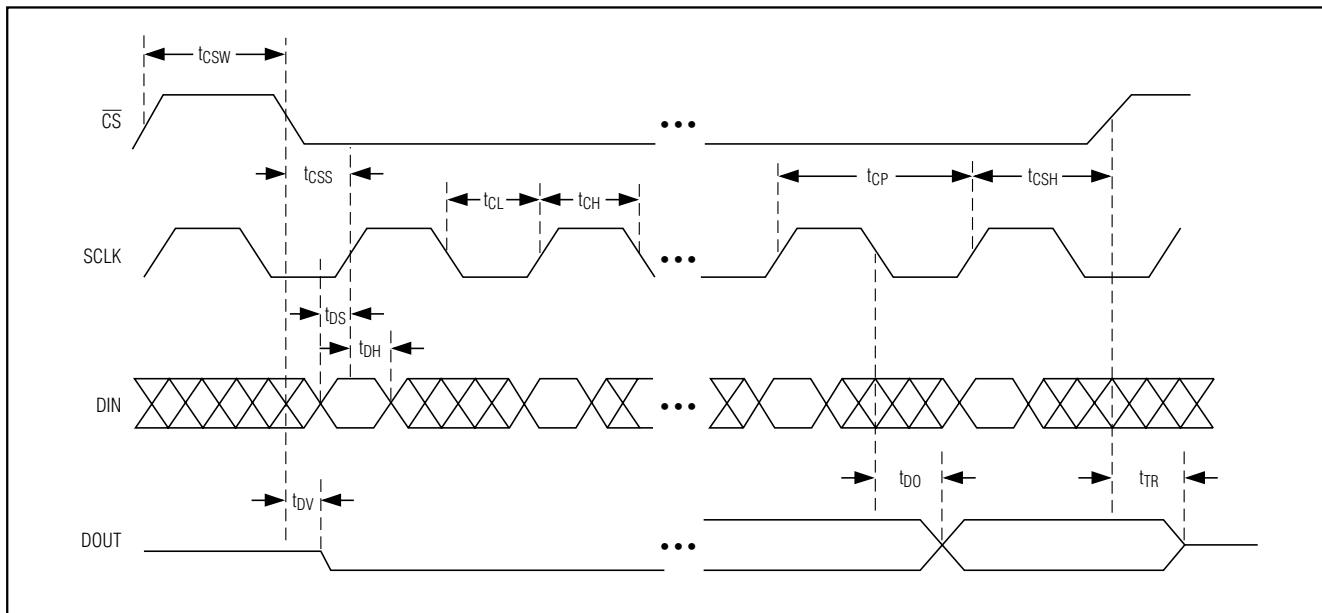 tCSW
CS
tCSS
tCL
tCH
tCP
tCSH
SCLK
•••
•••
tDS
tDH
DIN
•••
tDV
tDO
tTR
DOUT
•••